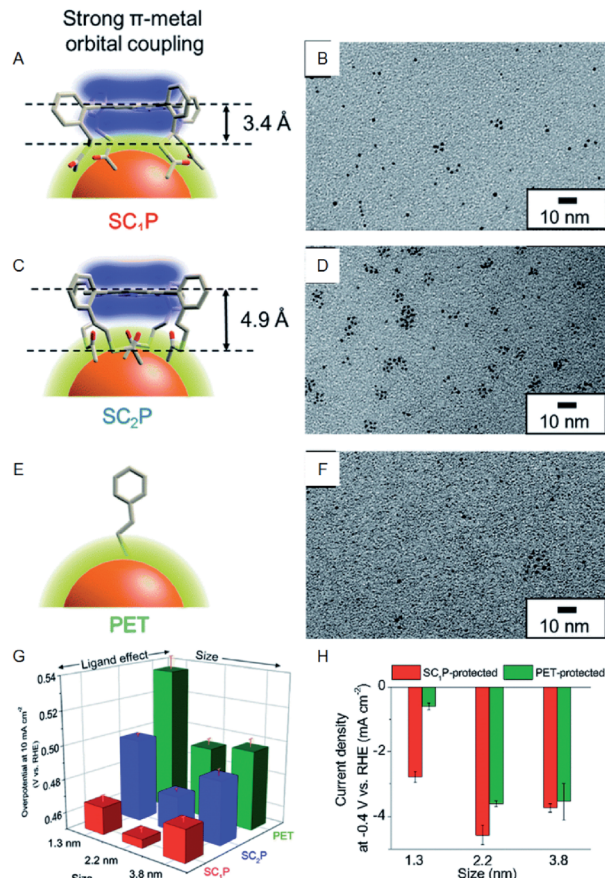 Strong π-metal
orbital coupling
A
3.4 Å
SC₁P
B
10 nm
C
4.9 Å
SC₂P
D
10 nm
E
PET
F
10 nm
G
Ligand effect
Size
Overpotential at 10 mA cm⁻²
(V vs. RHE)
0.54
0.52
0.50
0.48
0.46
1.3 nm
2.2 nm
3.8 nm
Size
SC₁P
SC₂P
PET
H
SC₁P-protected
PET-protected
Current density
at -0.4 V vs. RHE (mA cm⁻²)
0
-2
-4
1.3
2.2
3.8
Size (nm)